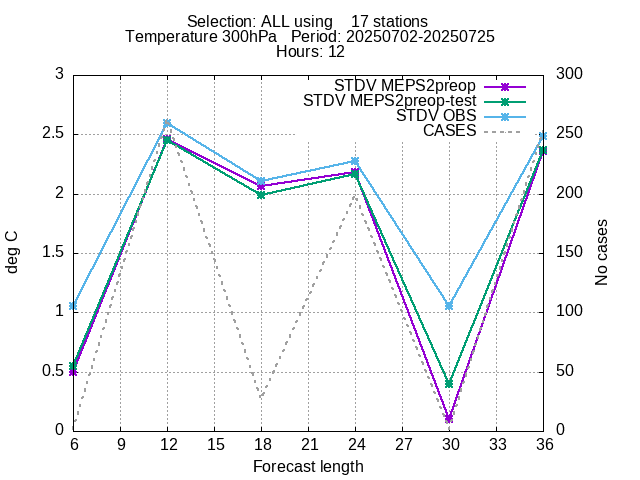 Selection: ALL using    17 stations
Temperature 300hPa   Period: 20250702-20250725
Hours: 12
STDV MEPS2preop
STDV MEPS2preop-test
STDV OBS
CASES
3
2.5
2
1.5
1
0.5
0
deg C
300
250
200
150
100
50
0
No cases
6 9 12 15 18 21 24 27 30 33 36
Forecast length